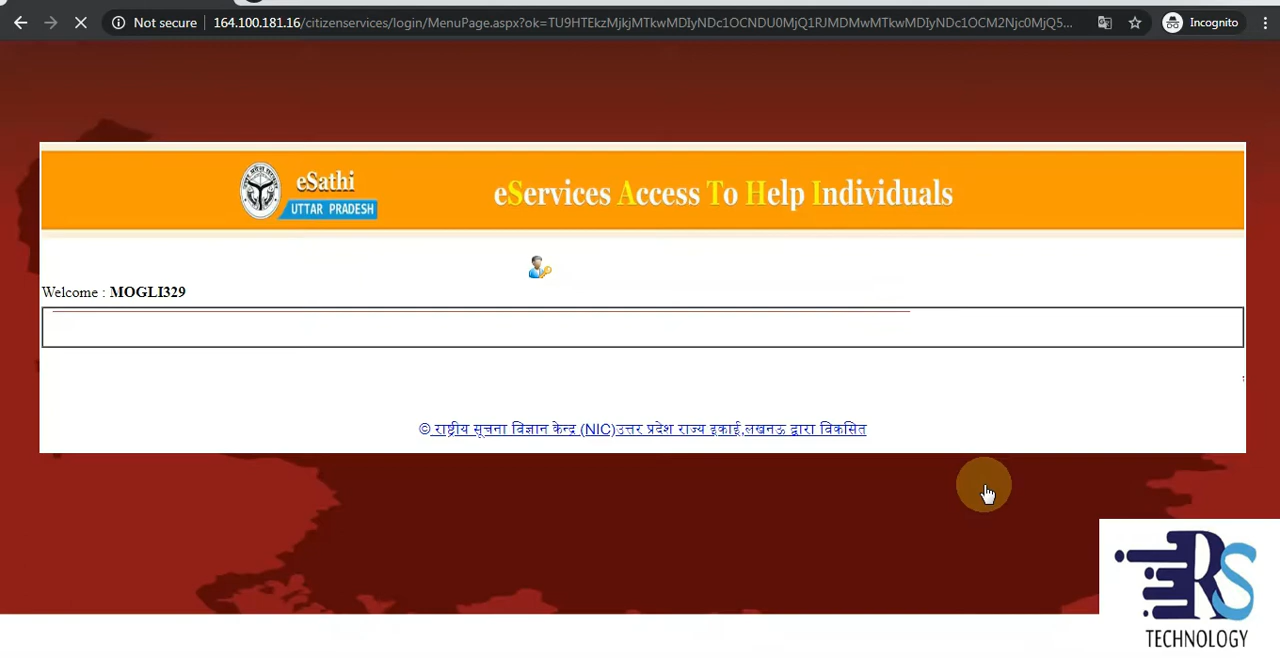 Not secure
164.100.181.16/citizenservices/login/MenuPage.aspx?ok=TU9HTEkzMjkjMTkwMDIyNDc1OCNDU0MjQ1RJMDMwMTkwMDIyNDc1OCM2Njc0MjQ5...
Incognito
eSathi
UTTAR PRADESH
eServices Access To Help Individuals
Welcome : MOGLI329
© राष्ट्रीय सूचना विज्ञान केन्द्र (NIC)उत्तर प्रदेश राज्य इकाई,लखनऊ द्वारा विकसित
RS
TECHNOLOGY